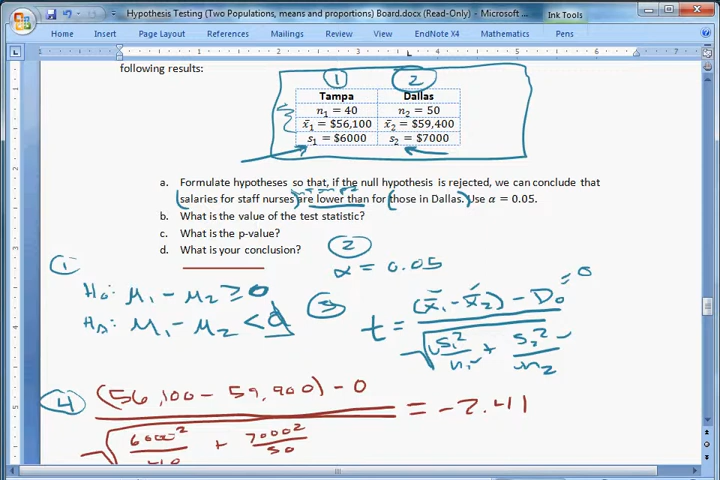 Hypothesis Testing (Two Populations, means and proportions) Board.docx (Read-Only) - Microsoft ...
Ink Tools
Home Page Layout References Mailings Review EndNote X4 Mathematics Pens
following results:
1 2
Tampa Dallas
n₁ = 40 n₂ = 50
x̄₁ = $56,100 x̄₂ = $59,400
s₁ = $6000 s₂ = $7000
a. Formulate hypotheses so that, if the null hypothesis is rejected, we can conclude that
salaries for staff nurses are lower than for those in Dallas. Use α = 0.05.
b. What is the value of the test statistic?
c. What is the p-value?
d. What is your conclusion?
1
H₀: μ₁ - μ₂ ≥ 0
Hₐ: μ₁ - μ₂ < 0
2
α = 0.05
3
t = (x̄₁ - x̄₂) - D₀ = 0
√ s₁²/n₁ + s₂²/n₂
4
(56,100 - 59,400) - 0 = -2.41
√ 6000²/40 + 7000²/50